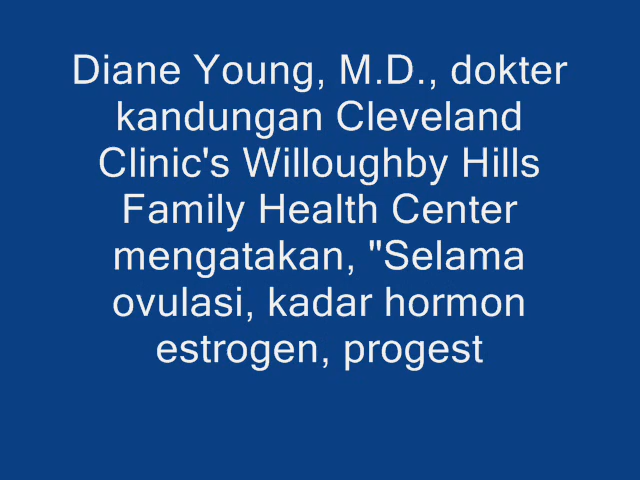 Diane Young, M.D., dokter
kandungan Cleveland
Clinic's Willoughby Hills
Family Health Center
mengatakan, "Selama
ovulasi, kadar hormon
estrogen, progest